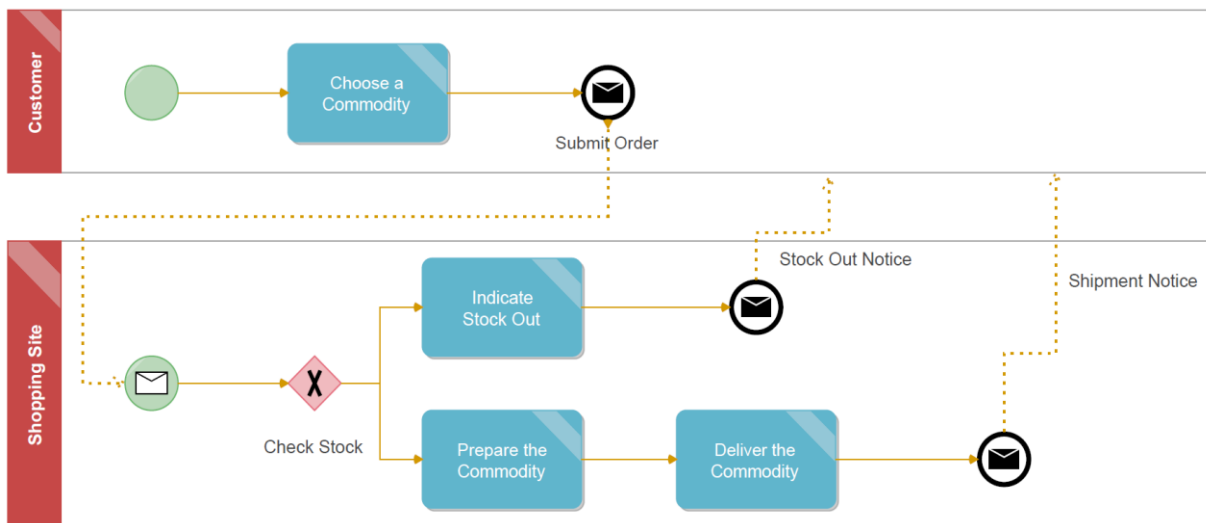 Customer
Choose a
Commodity
Submit Order
Shopping Site
Indicate
Stock Out
Stock Out Notice
Shipment Notice
Check Stock
Prepare the
Commodity
Deliver the
Commodity